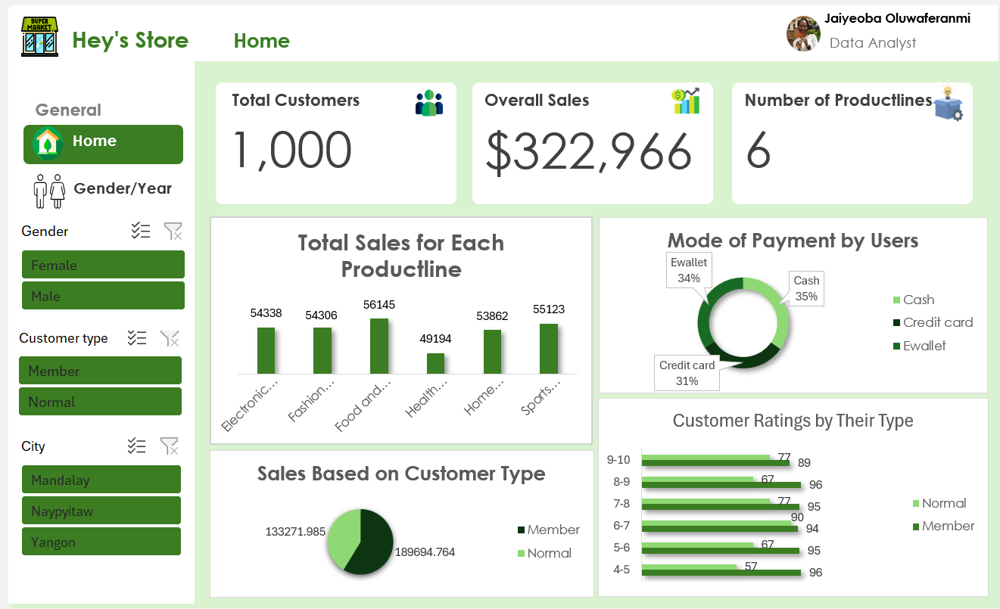 SUPER
MARKET
Hey's Store
Home
Jaiyeoba Oluwaferanmi
Data Analyst
General
Home
Gender/Year
Gender
Female
Male
Customer type
Member
Normal
City
Mandalay
Naypyitaw
Yangon
Total Customers
1,000
Overall Sales
$322,966
Number of Productlines
6
Total Sales for Each
Productline
54338
54306
56145
49194
53862
55123
Electronic...
Fashion...
Food and...
Health...
Home...
Sports...
Mode of Payment by Users
Ewallet
34%
Cash
35%
Credit card
31%
Cash
Credit card
Ewallet
Sales Based on Customer Type
133271.985
189694.764
Member
Normal
Customer Ratings by Their Type
9-10
77
89
8-9
67
96
7-8
77
95
6-7
90
94
5-6
67
95
4-5
57
96
Normal
Member